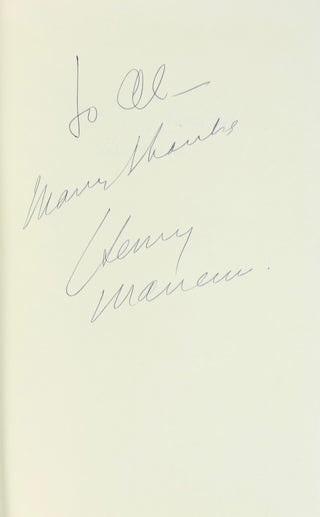 To Al —
Many thanks
Henry
Mancini.